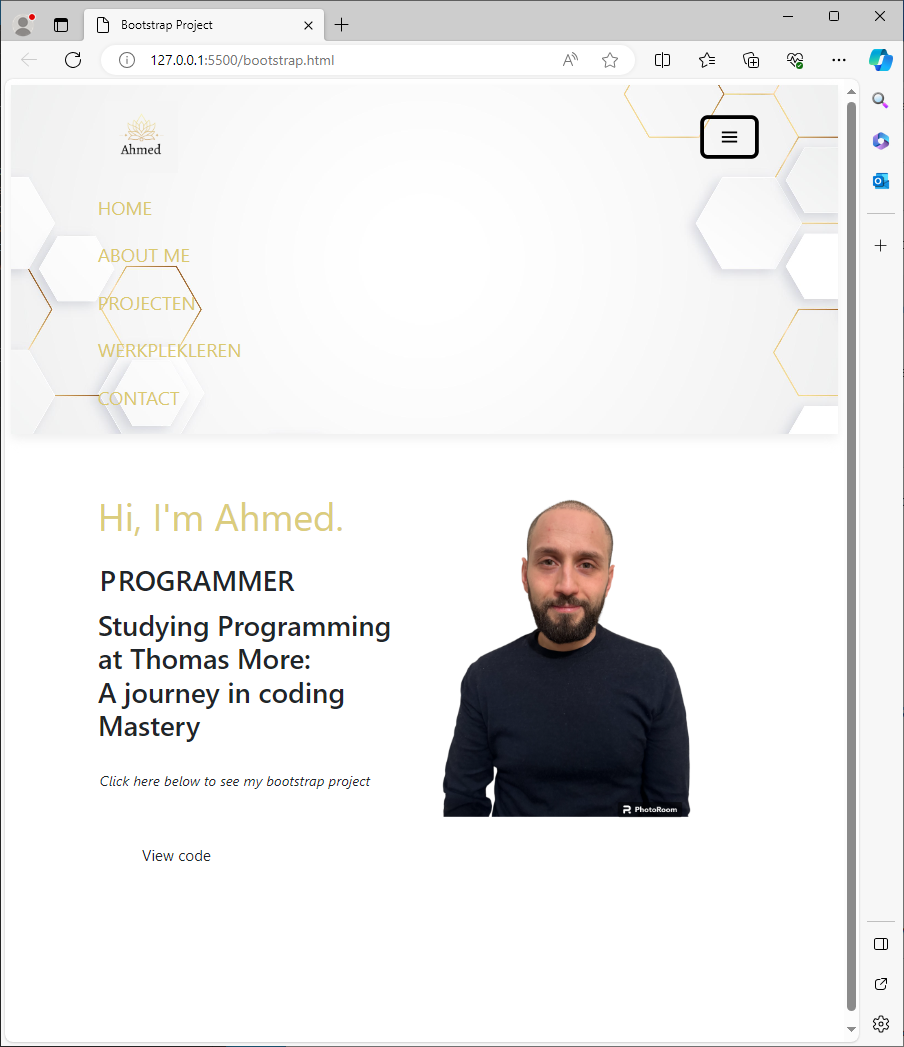 Bootstrap Project
127.0.0.1:5500/bootstrap.html
Ahmed
HOME
ABOUT ME
PROJECTEN
WERKPLEKLEREN
CONTACT
Hi, I'm Ahmed.
PROGRAMMER
Studying Programming
at Thomas More:
A journey in coding
Mastery
Click here below to see my bootstrap project
PhotoRoom
View code